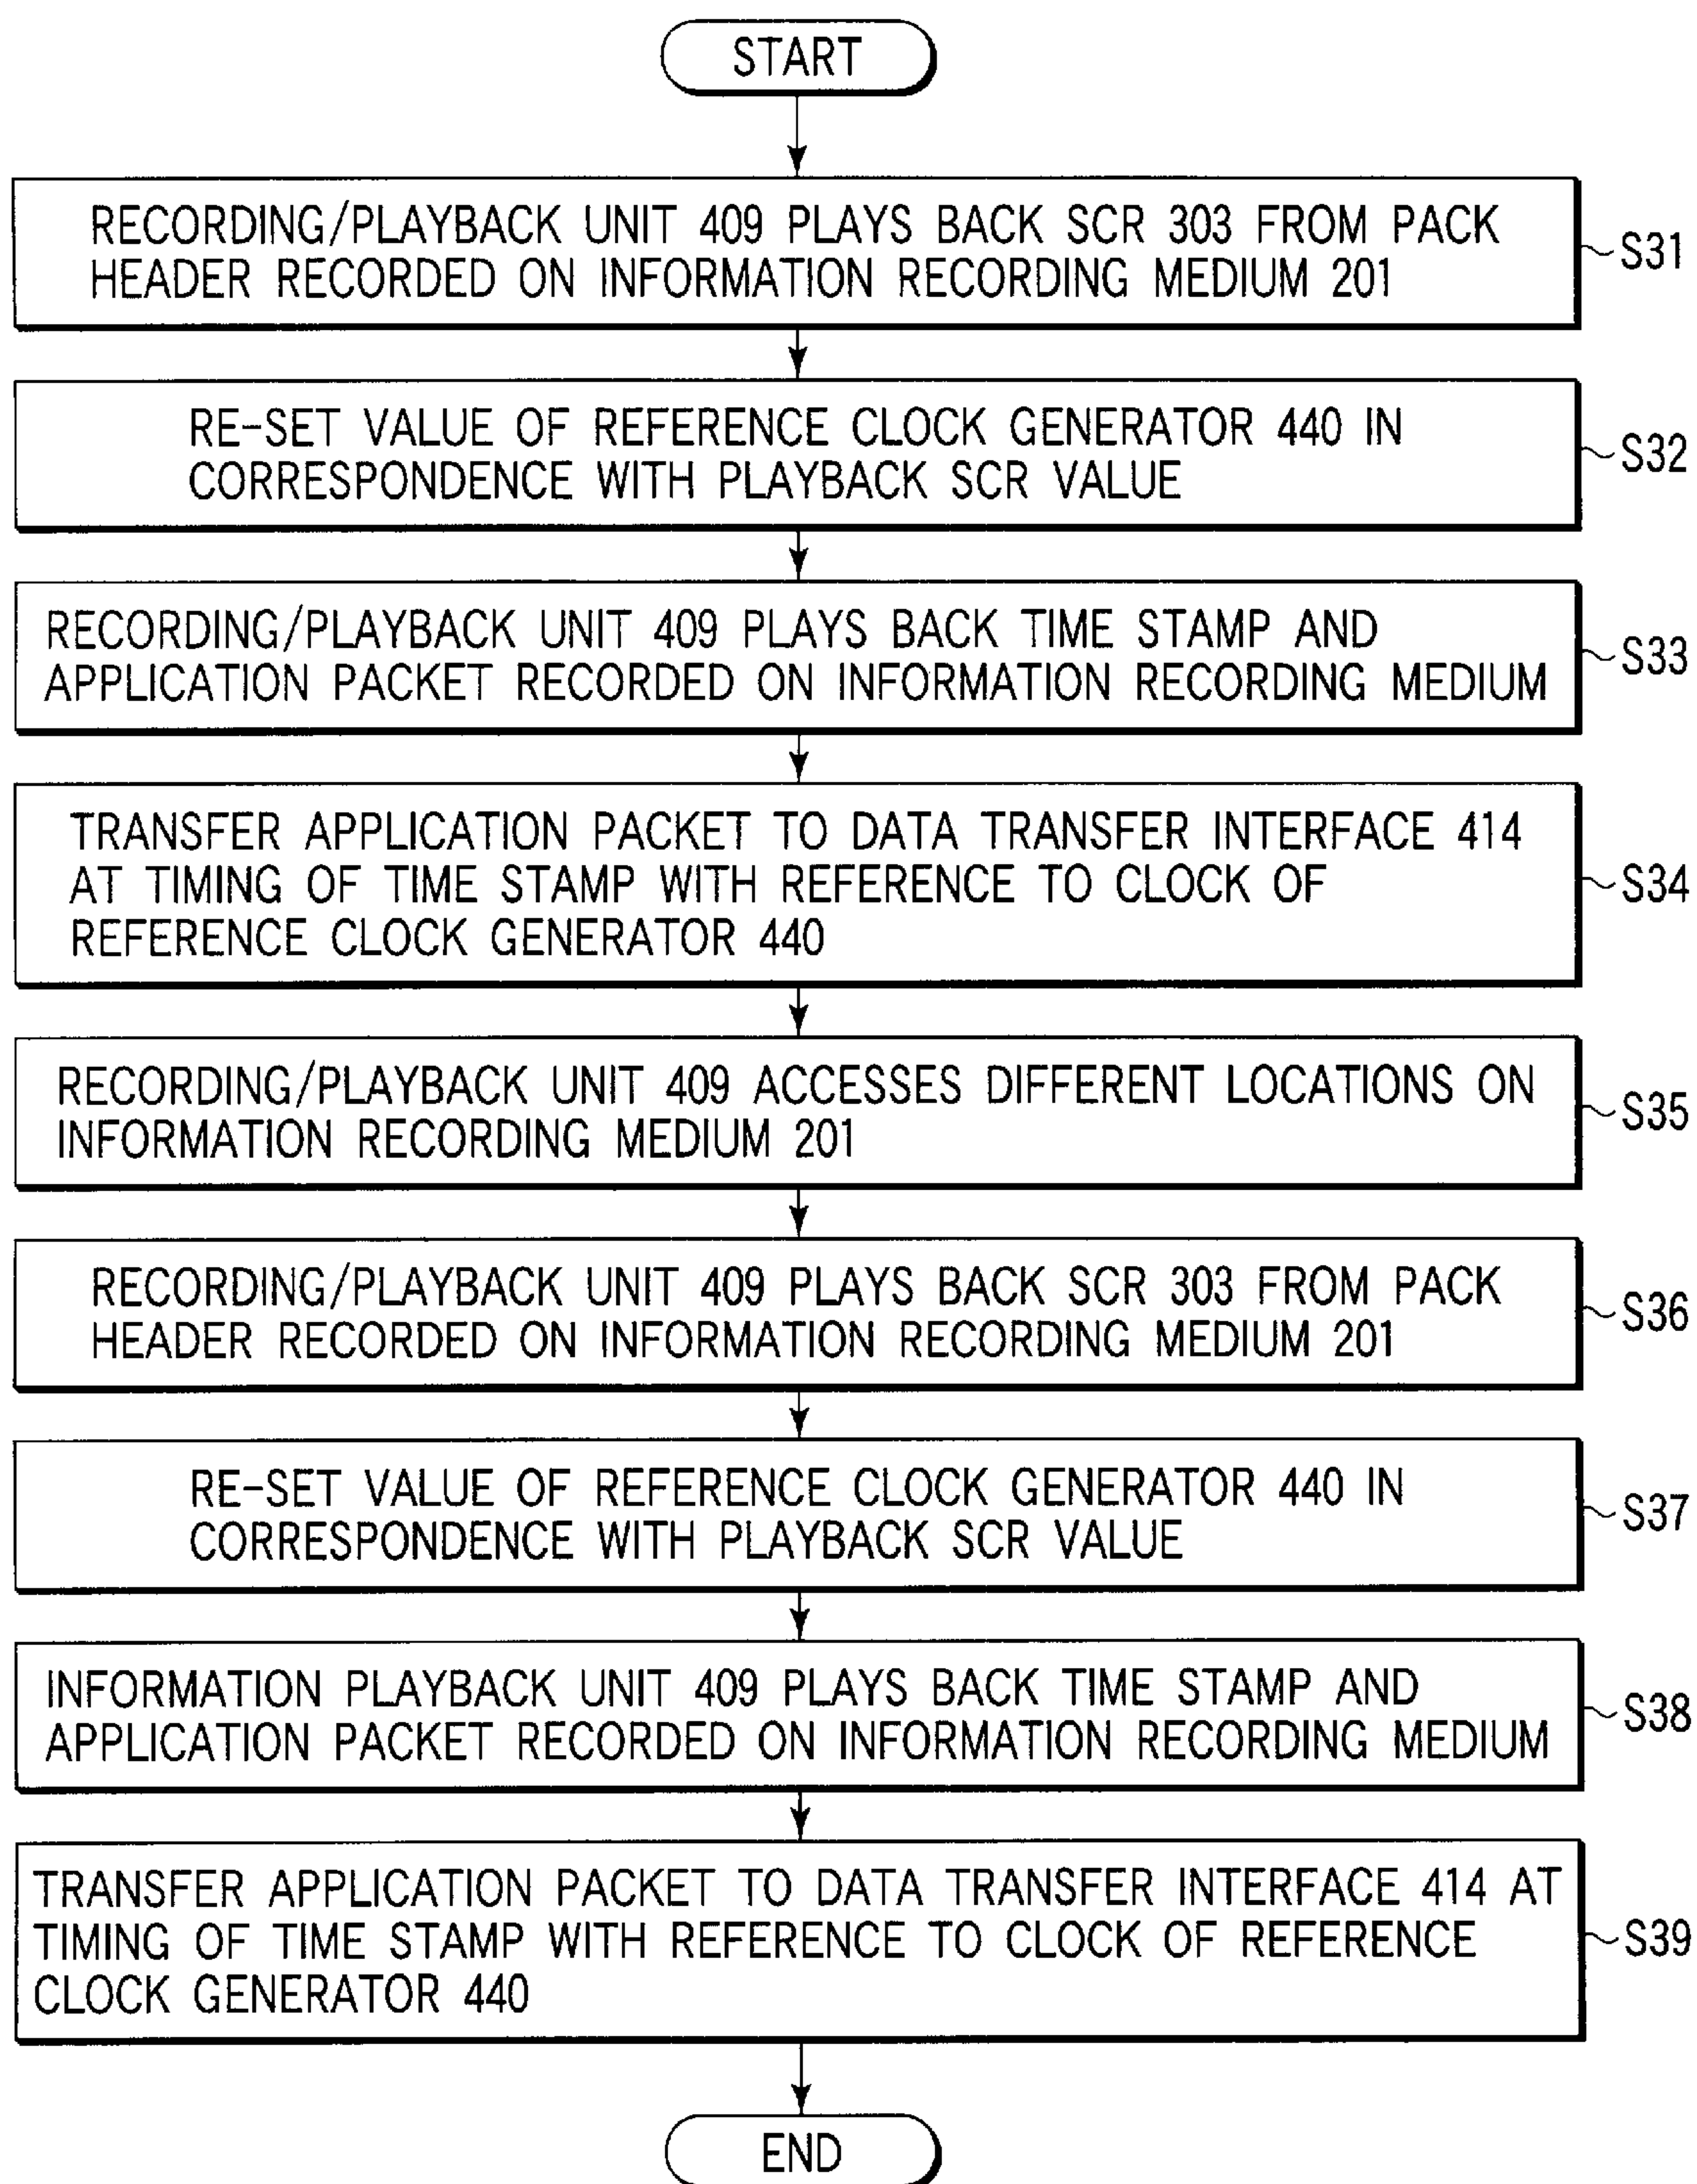 START
RECORDING/PLAYBACK UNIT 409 PLAYS BACK SCR 303 FROM PACK
HEADER RECORDED ON INFORMATION RECORDING MEDIUM 201
S31
RE-SET VALUE OF REFERENCE CLOCK GENERATOR 440 IN
CORRESPONDENCE WITH PLAYBACK SCR VALUE
S32
RECORDING/PLAYBACK UNIT 409 PLAYS BACK TIME STAMP AND
APPLICATION PACKET RECORDED ON INFORMATION RECORDING MEDIUM
S33
TRANSFER APPLICATION PACKET TO DATA TRANSFER INTERFACE 414
AT TIMING OF TIME STAMP WITH REFERENCE TO CLOCK OF
REFERENCE CLOCK GENERATOR 440
S34
RECORDING/PLAYBACK UNIT 409 ACCESSES DIFFERENT LOCATIONS ON
INFORMATION RECORDING MEDIUM 201
S35
RECORDING/PLAYBACK UNIT 409 PLAYS BACK SCR 303 FROM PACK
HEADER RECORDED ON INFORMATION RECORDING MEDIUM 201
S36
RE-SET VALUE OF REFERENCE CLOCK GENERATOR 440 IN
CORRESPONDENCE WITH PLAYBACK SCR VALUE
S37
INFORMATION PLAYBACK UNIT 409 PLAYS BACK TIME STAMP AND
APPLICATION PACKET RECORDED ON INFORMATION RECORDING MEDIUM
S38
TRANSFER APPLICATION PACKET TO DATA TRANSFER INTERFACE 414 AT
TIMING OF TIME STAMP WITH REFERENCE TO CLOCK OF REFERENCE
CLOCK GENERATOR 440
S39
END